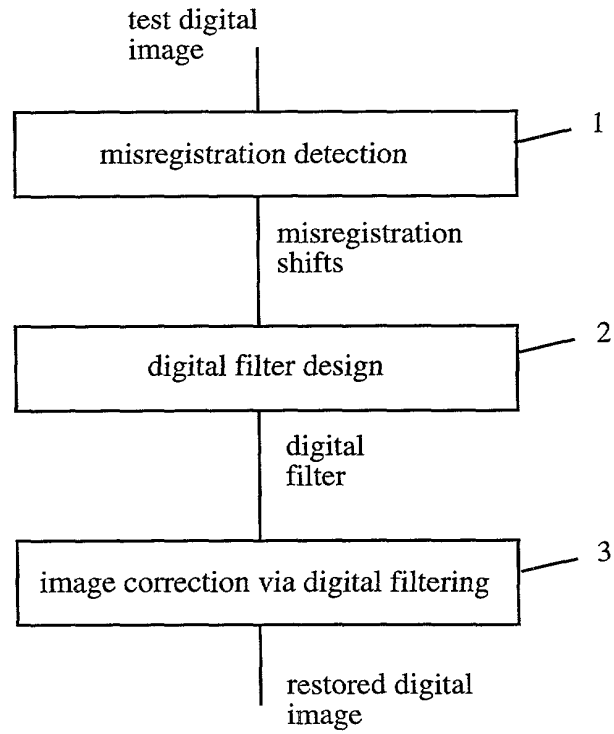 test digital
image
1
misregistration detection
misregistration
shifts
2
digital filter design
digital
filter
3
image correction via digital filtering
restored digital
image